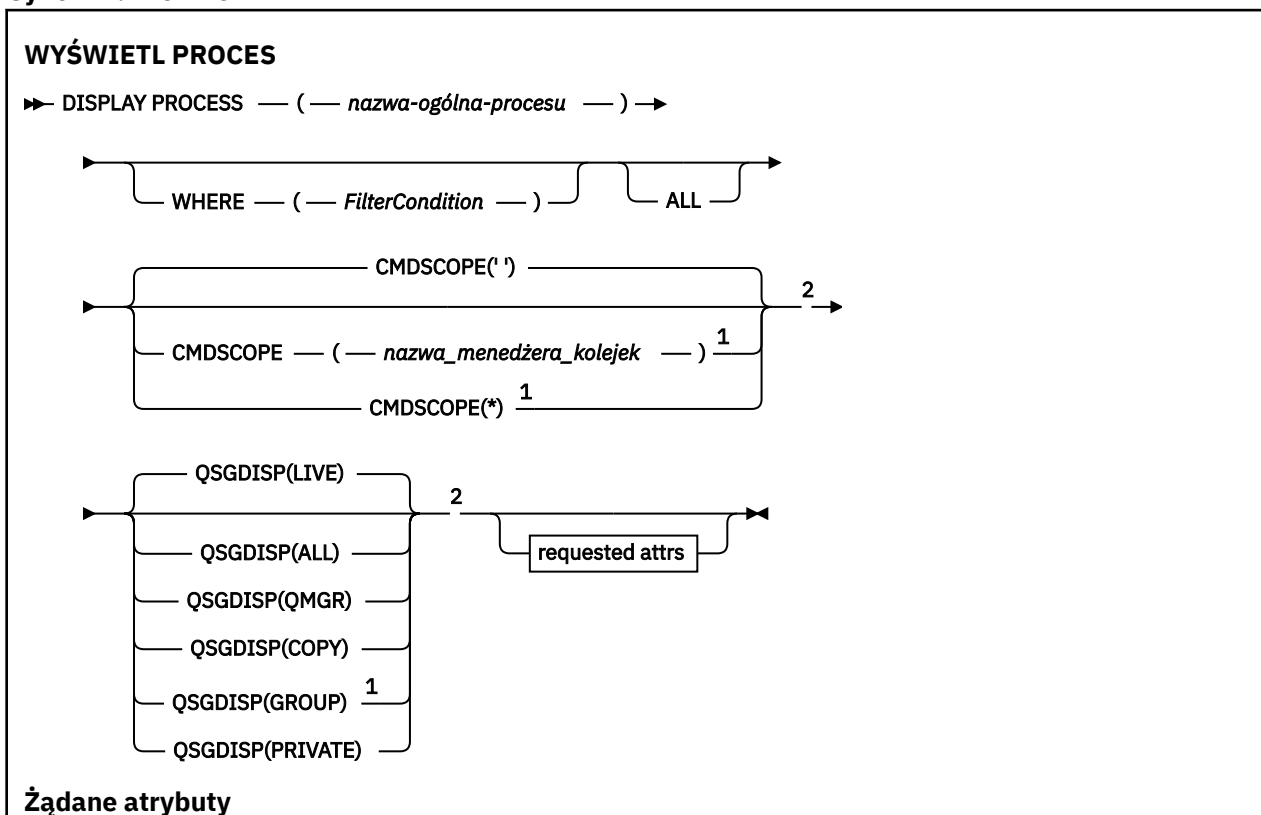 WYŚWIETL PROCES
DISPLAY PROCESS ( nazwa-ogólna-procesu )
WHERE ( FilterCondition ) ALL
CMDSCOPE(' ')
2
CMDSCOPE ( nazwa_menedżera_kolejek ) 1
CMDSCOPE(*) 1
QSGDISP(LIVE)
2
QSGDISP(ALL) requested attrs
QSGDISP(QMGR)
QSGDISP(COPY)
QSGDISP(GROUP) 1
QSGDISP(PRIVATE)
Żądane atrybuty